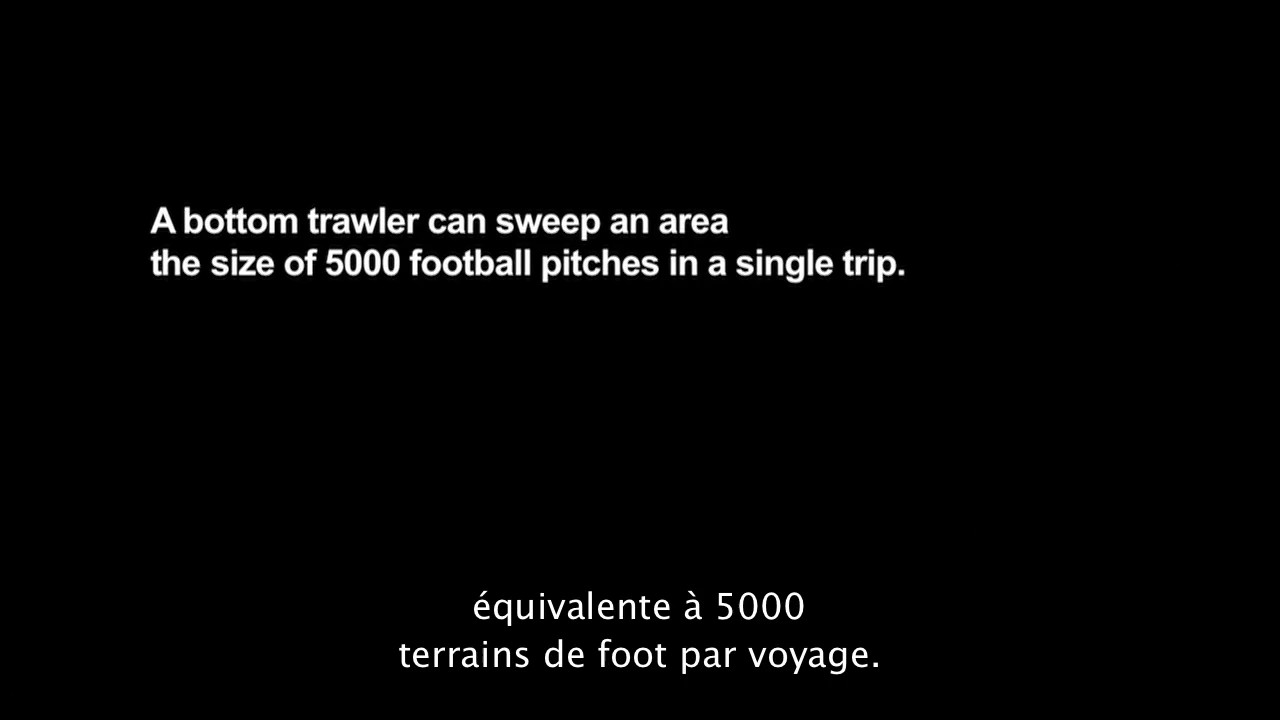 A bottom trawler can sweep an area
the size of 5000 football pitches in a single trip.
équivalente à 5000
terrains de foot par voyage.